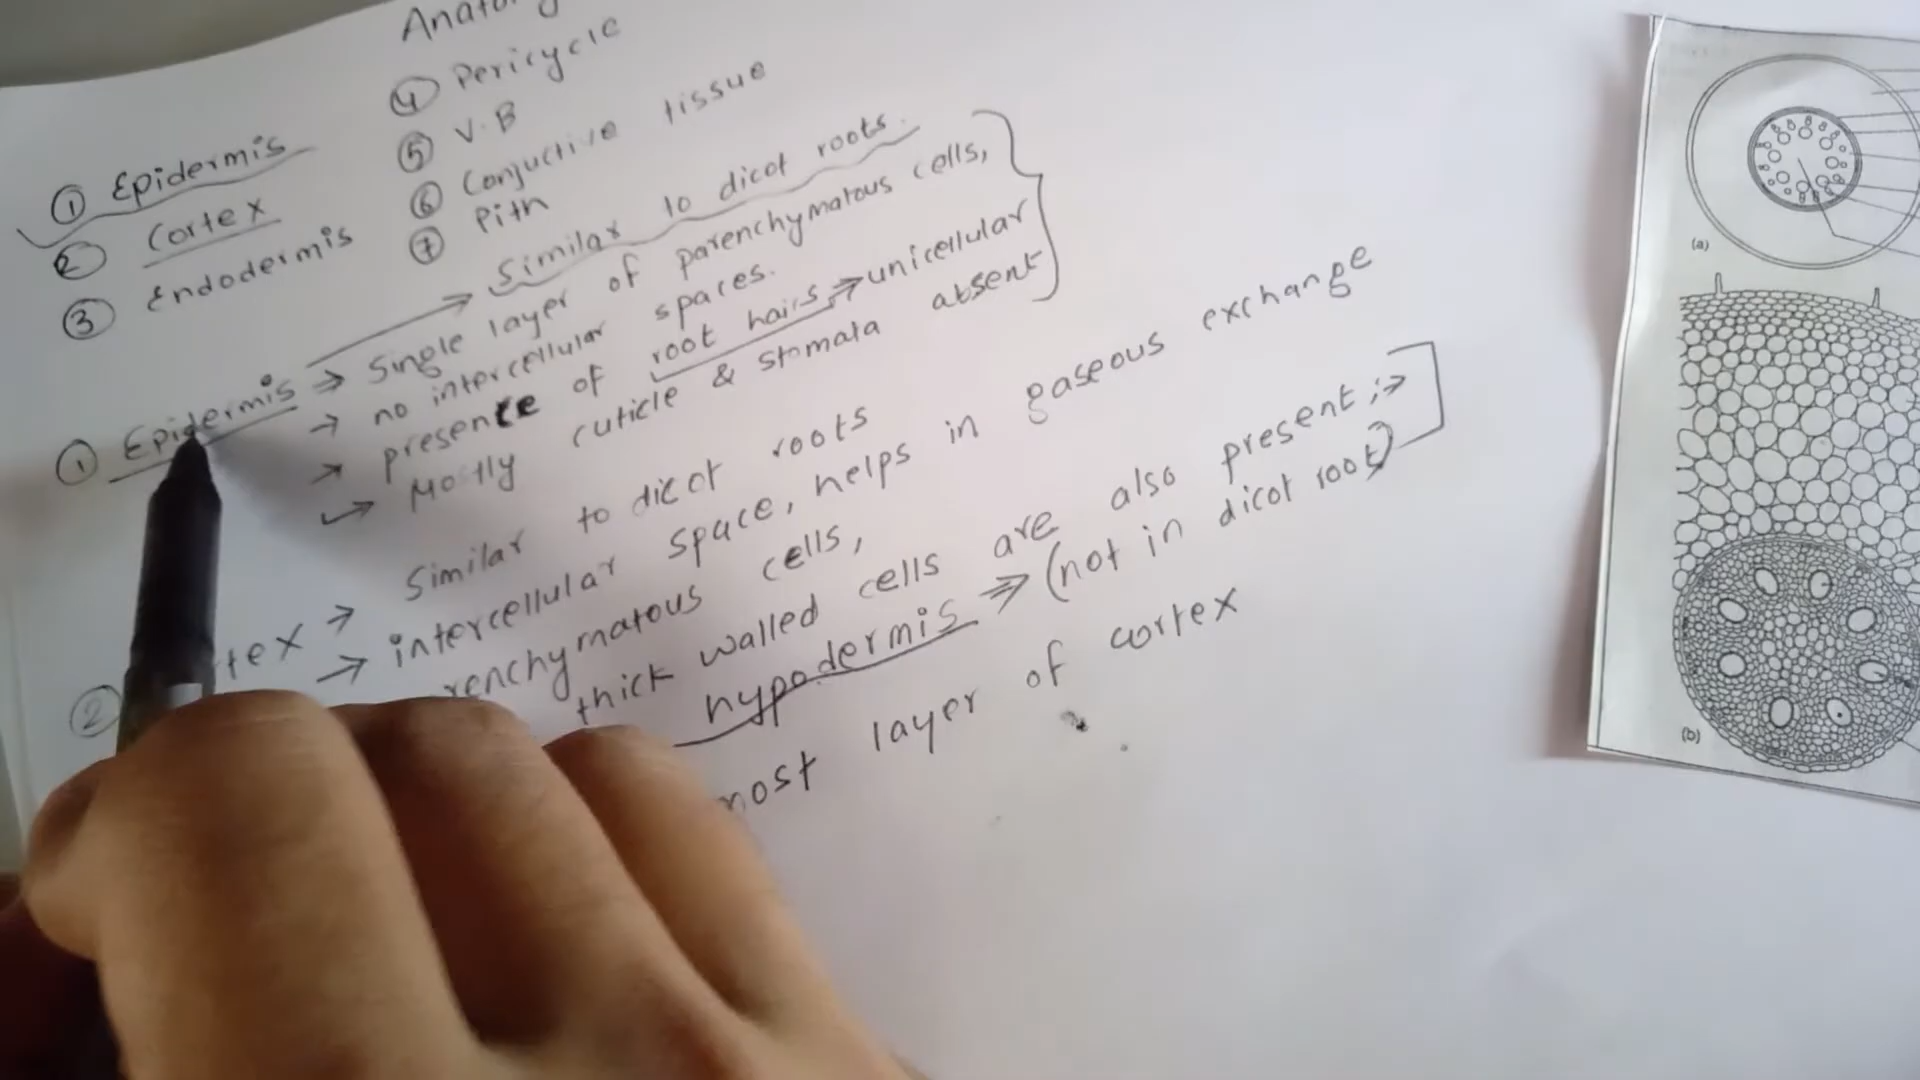 Anatomy
① Epidermis
② Cortex
③ Endodermis
④ Pericycle
⑤ V.B
⑥ Conjuctive tissue
⑦ Pith
① Epidermis → Similar to dicot roots.
⇒ Single layer of parenchymatous cells,
→ no intercellular spaces.
→ presence of root hairs → unicellular
→ Mostly cuticle & stomata absent
② tex → Similar to dicot roots
→ intercellular space, helps in gaseous exchange
renchymatous cells,
thick walled cells are also present ;→
hypodermis ⇒ (not in dicot root)
most layer of cortex
(a)
(b)